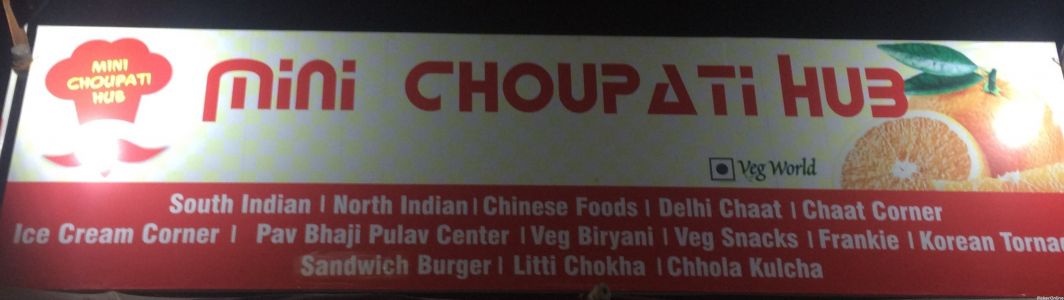 MINI
CHOUPATI
HUB
MINI CHOUPATI HUB
Veg World
South Indian | North Indian | Chinese Foods | Delhi Chaat | Chaat Corner
Ice Cream Corner | Pav Bhaji Pulav Center | Veg Biryani | Veg Snacks | Frankie | Korean Torna
Sandwich Burger | Litti Chokha | Chhola Kulcha